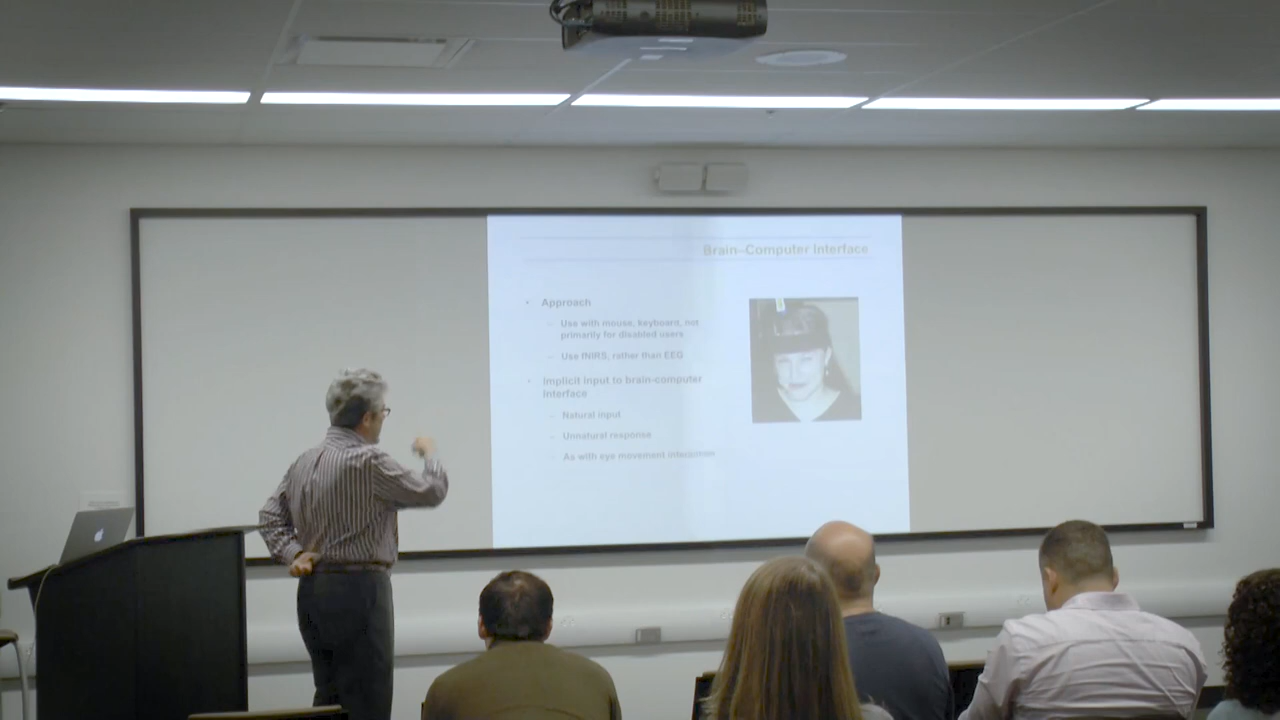 Brain–Computer Interface
• Approach
– Use with mouse, keyboard, not
primarily for disabled users
– Use fNIRS, rather than EEG
• Implicit input to brain-computer
interface
– Natural input
– Unnatural response
– As with eye movement interaction